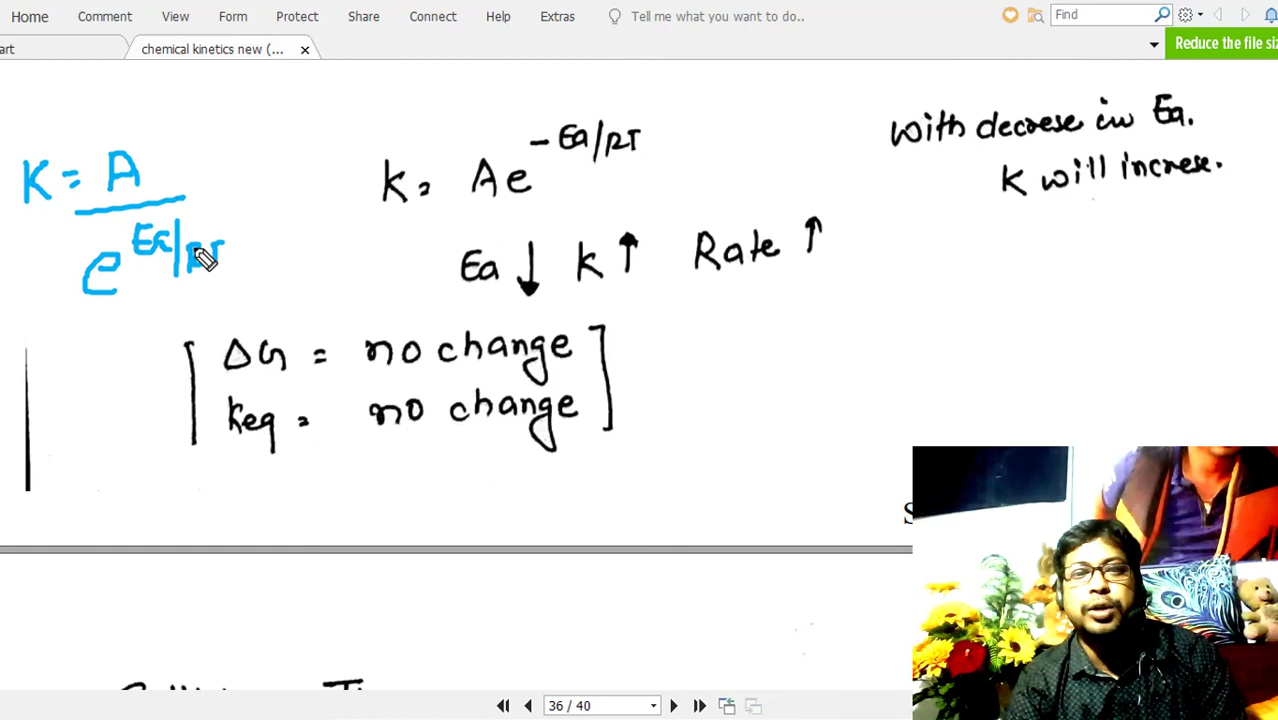 Home Comment View Form Protect Share Connect Help Extras Tell me what you want to do.. Find
art chemical kinetics new (... Reduce the file siz
K = A / e^Ea/RT
k = Ae^-Ea/RT
with decrese in Ea.
K will increse.
Ea ↓ k ↑ Rate ↑
ΔG = no change
Keq = no change
S
36 / 40